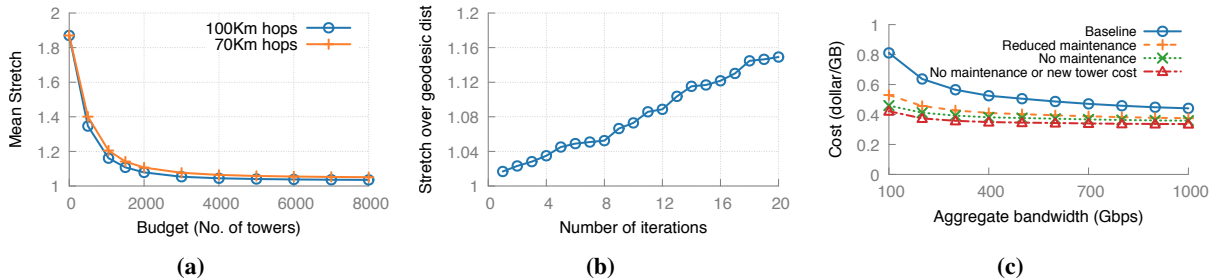 Mean Stretch
2
1.8
1.6
1.4
1.2
1
0 2000 4000 6000 8000
Budget (No. of towers)
100Km hops
70Km hops
(a)
Stretch over geodesic dist
1.16
1.12
1.08
1.04
1
0 4 8 12 16 20
Number of iterations
(b)
Cost (dollar/GB)
1
0.8
0.6
0.4
0.2
0
100 400 700 1000
Aggregate bandwidth (Gbps)
Baseline
Reduced maintenance
No maintenance
No maintenance or new tower cost
(c)